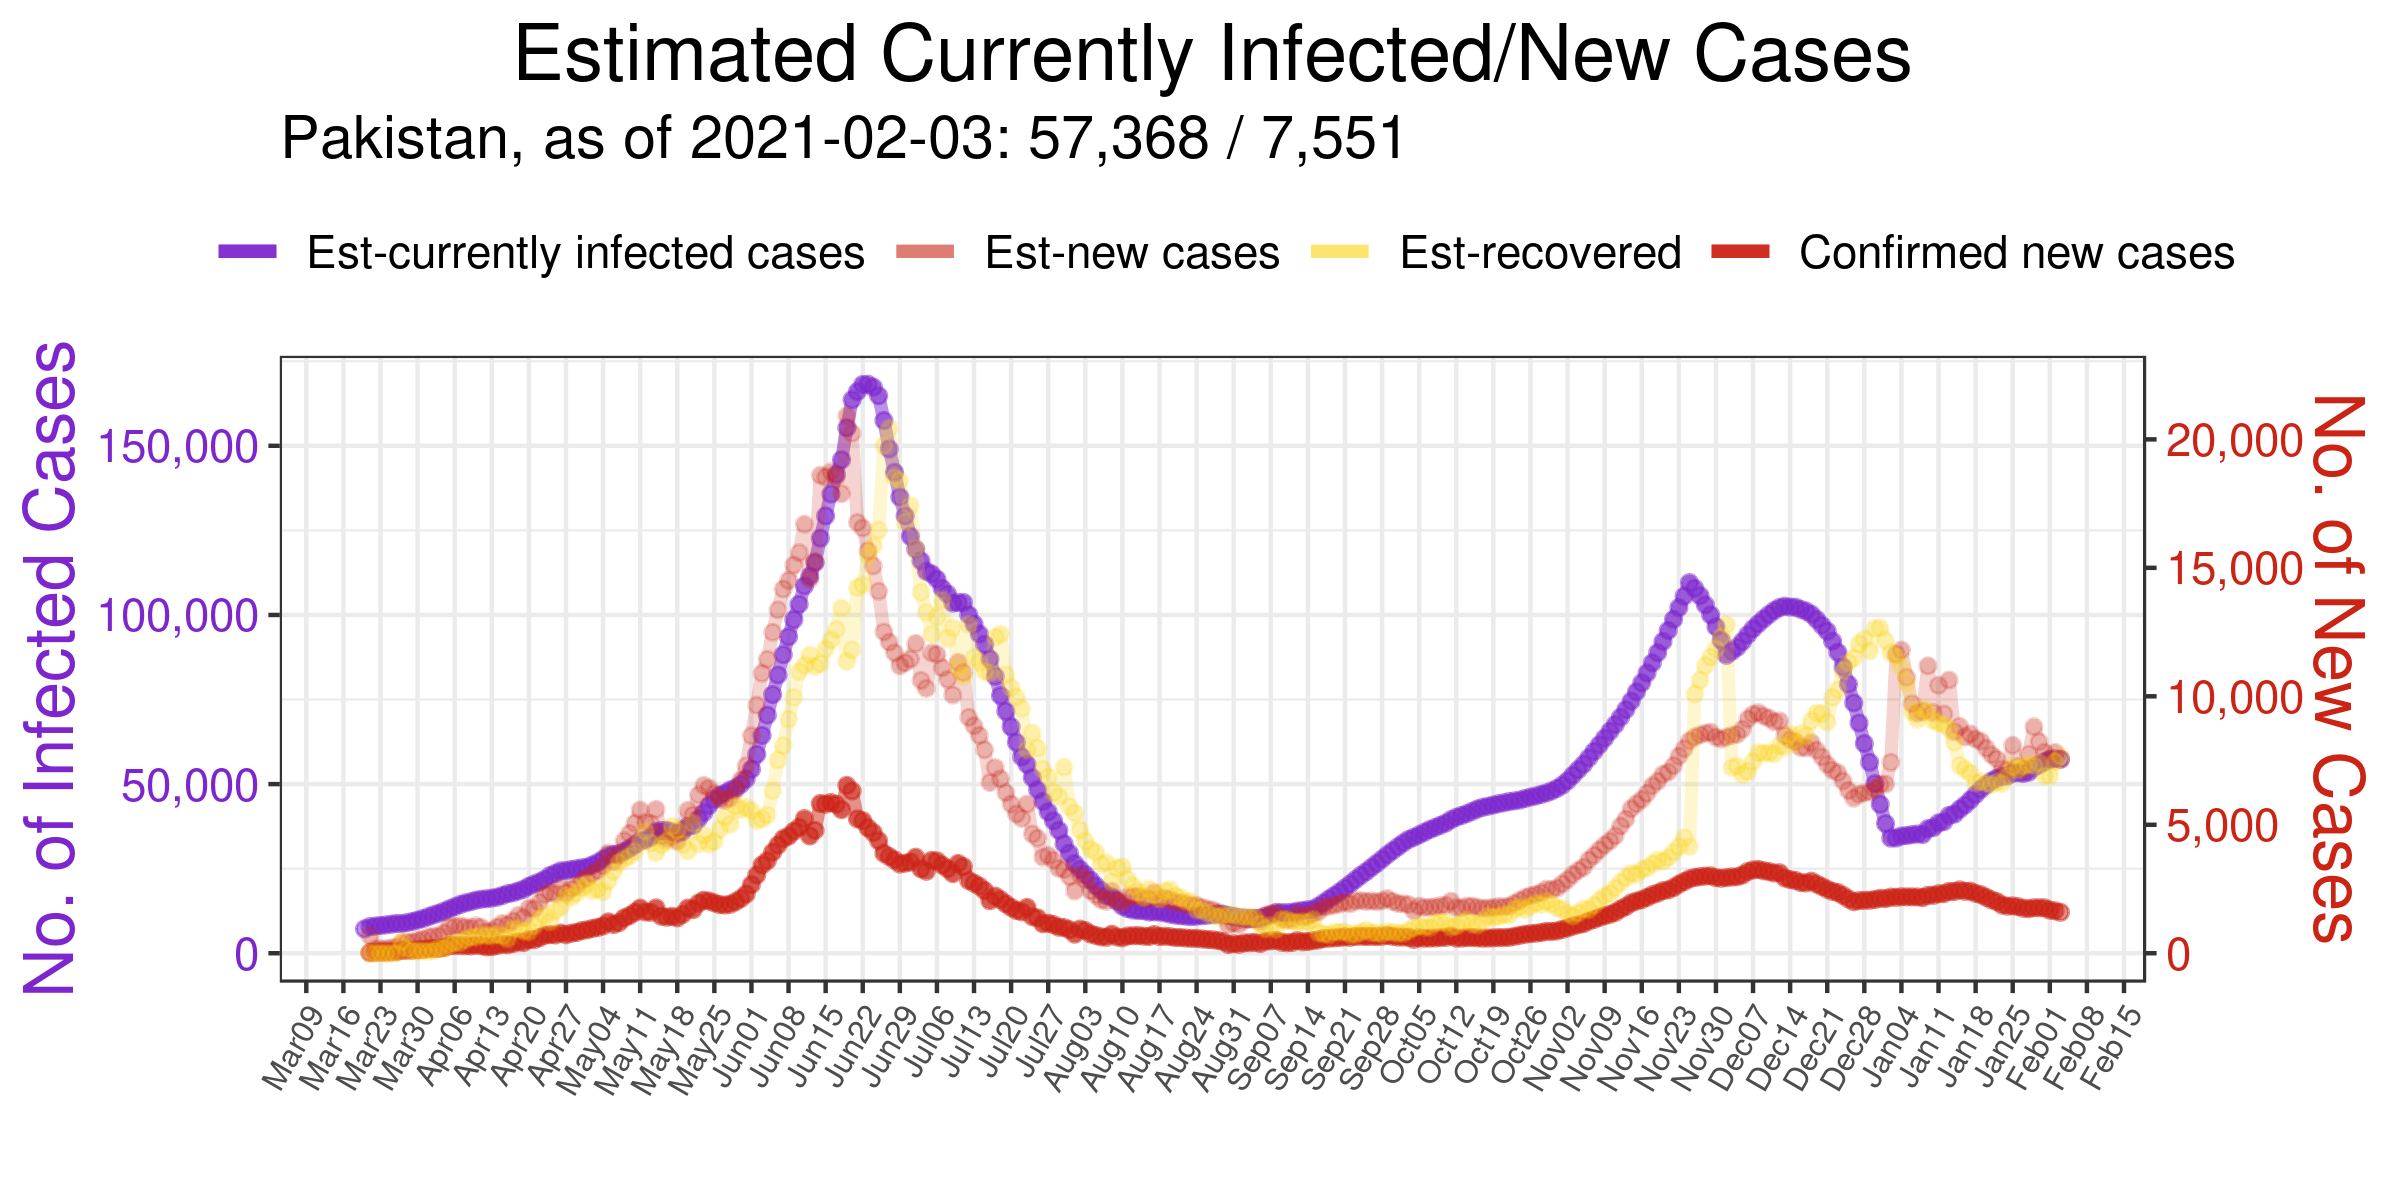 Estimated Currently Infected/New Cases
Pakistan, as of 2021-02-03: 57,368 / 7,551
Est-currently infected cases Est-new cases Est-recovered Confirmed new cases
No. of Infected Cases
150,000
100,000
50,000
0
20,000
15,000
10,000
5,000
0
No. of New Cases
Mar09 Mar16 Mar23 Mar30 Apr06 Apr13 Apr20 Apr27 May04 May11 May18 May25 Jun01 Jun08 Jun15 Jun22 Jun29 Jul06 Jul13 Jul20 Jul27 Aug03 Aug10 Aug17 Aug24 Aug31 Sep07 Sep14 Sep21 Sep28 Oct05 Oct12 Oct19 Oct26 Nov02 Nov09 Nov16 Nov23 Nov30 Dec07 Dec14 Dec21 Dec28 Jan04 Jan11 Jan18 Jan25 Feb01 Feb08 Feb15